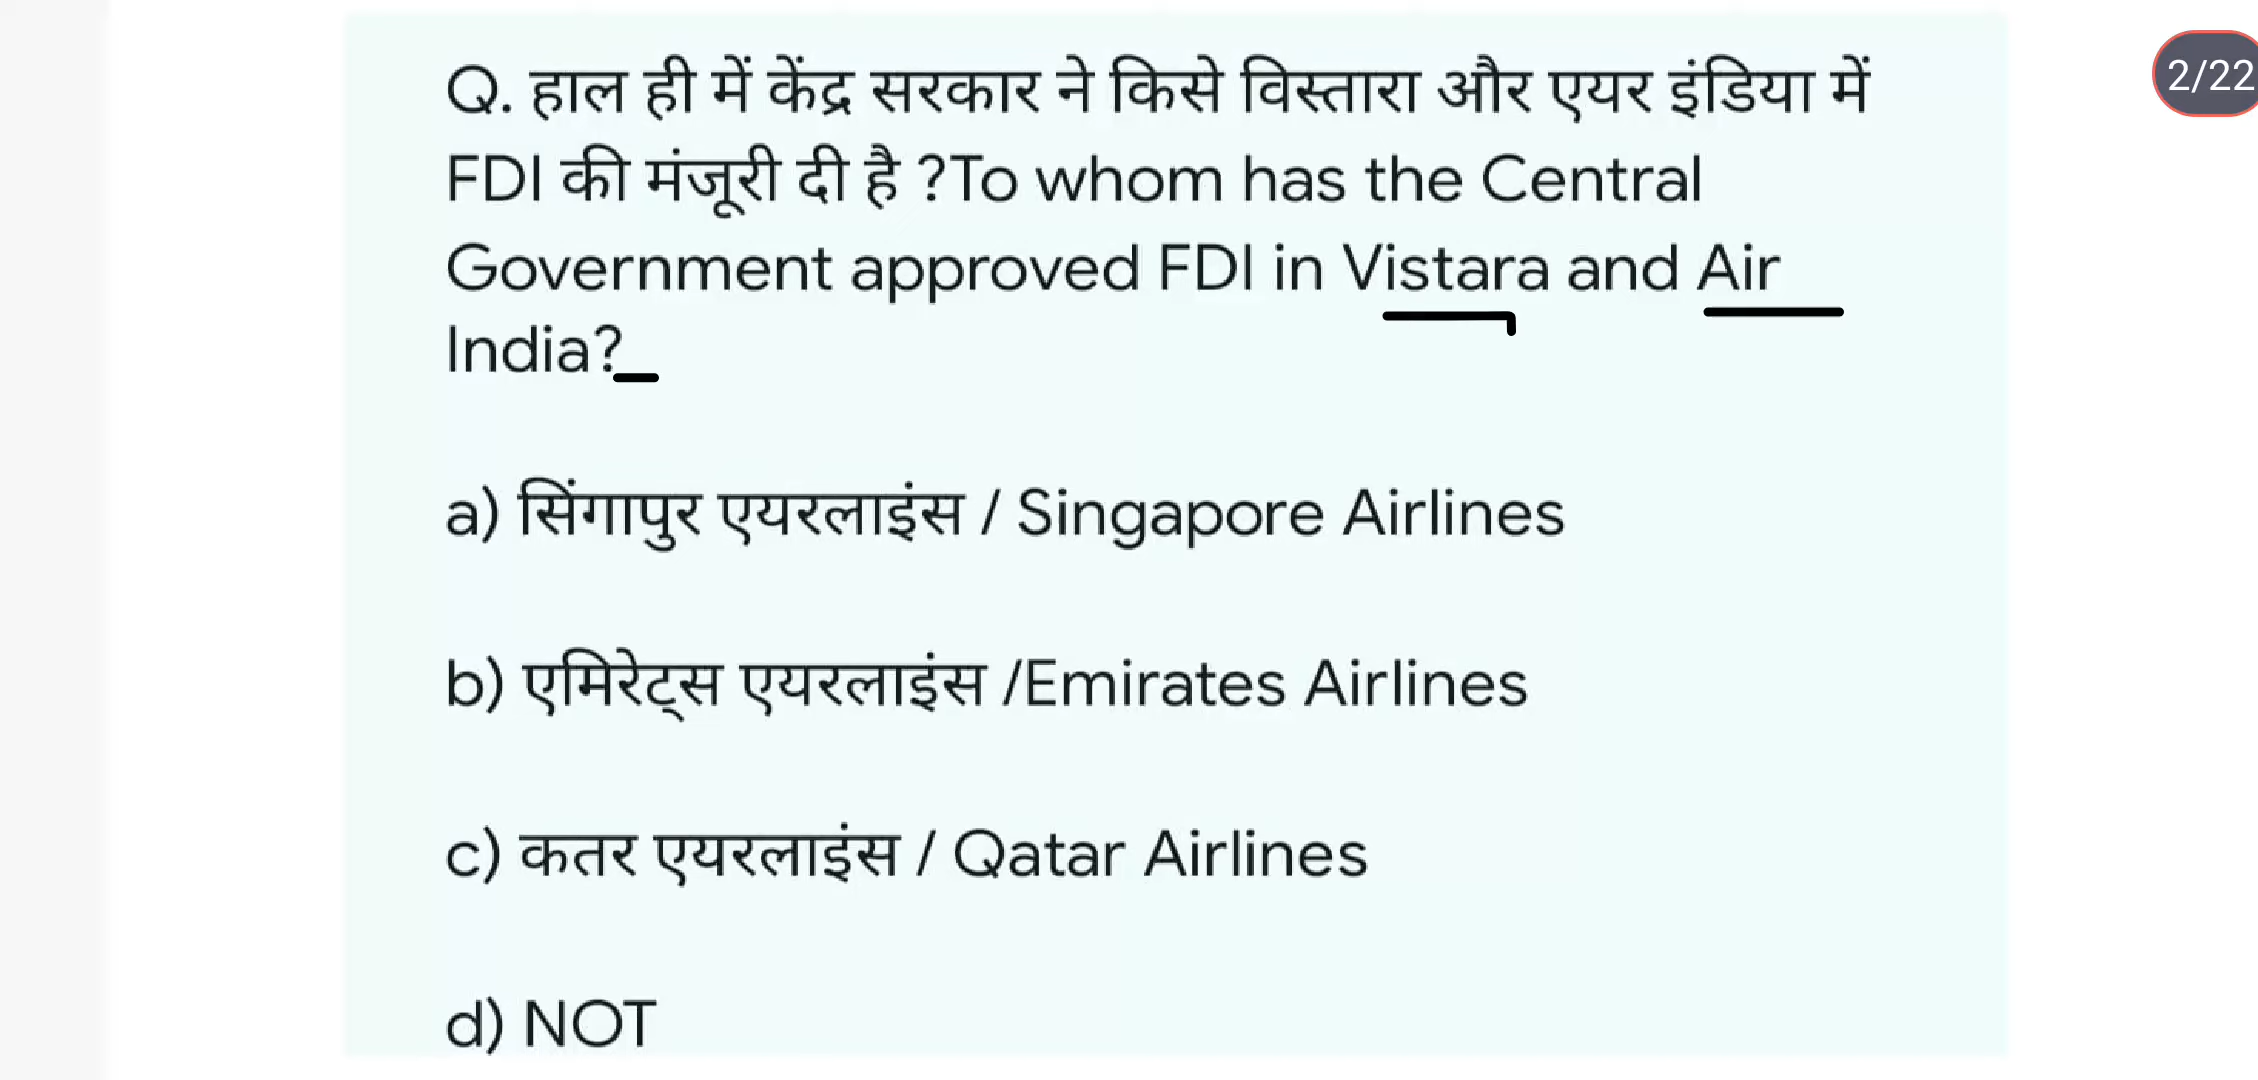 Q. हाल ही में केंद्र सरकार ने किसे विस्तारा और एयर इंडिया में
2/22
FDI की मंजूरी दी है ?To whom has the Central
Government approved FDI in Vistara and Air
India?
a) सिंगापुर एयरलाइंस / Singapore Airlines
b) एमिरेट्स एयरलाइंस /Emirates Airlines
c) कतर एयरलाइंस / Qatar Airlines
d) NOT